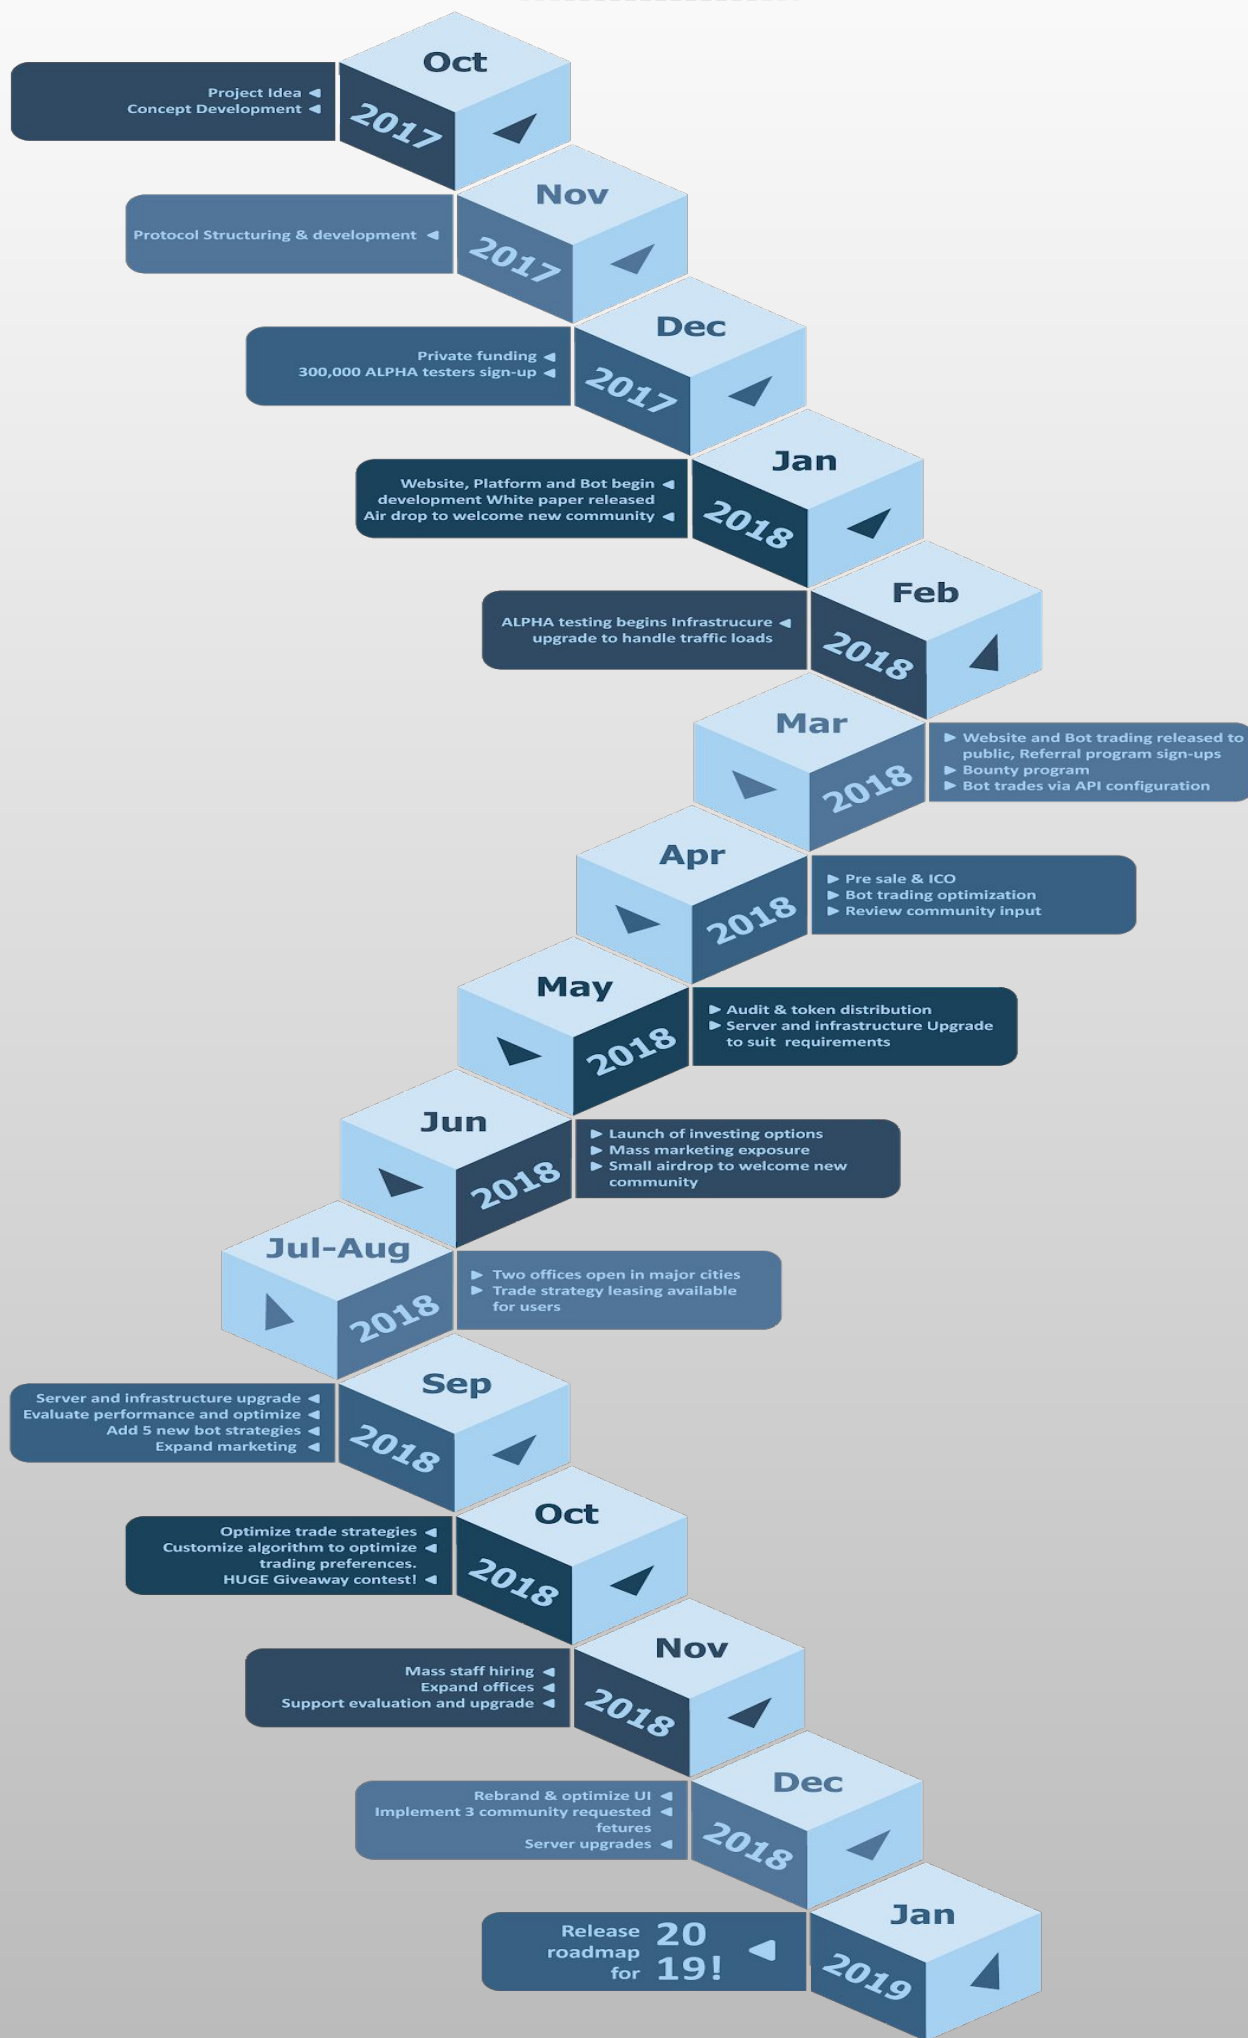 Oct
2017
Project Idea
Concept Development
Nov
2017
Protocol Structuring & development
Dec
2017
Private funding
300,000 ALPHA testers sign-up
Jan
2018
Website, Platform and Bot begin
development White paper released
Air drop to welcome new community
Feb
2018
ALPHA testing begins Infrastrucure
upgrade to handle traffic loads
Mar
2018
Website and Bot trading released to
public, Referral program sign-ups
Bounty program
Bot trades via API configuration
Apr
2018
Pre sale & ICO
Bot trading optimization
Review community input
May
2018
Audit & token distribution
Server and infrastructure Upgrade
to suit requirements
Jun
2018
Launch of investing options
Mass marketing exposure
Small airdrop to welcome new
community
Jul-Aug
2018
Two offices open in major cities
Trade strategy leasing available
for users
Sep
2018
Server and infrastructure upgrade
Evaluate performance and optimize
Add 5 new bot strategies
Expand marketing
Oct
2018
Optimize trade strategies
Customize algorithm to optimize
trading preferences.
HUGE Giveaway contest!
Nov
2018
Mass staff hiring
Expand offices
Support evaluation and upgrade
Dec
2018
Rebrand & optimize UI
Implement 3 community requested
fetures
Server upgrades
Jan
2019
Release
roadmap
for
20
19!